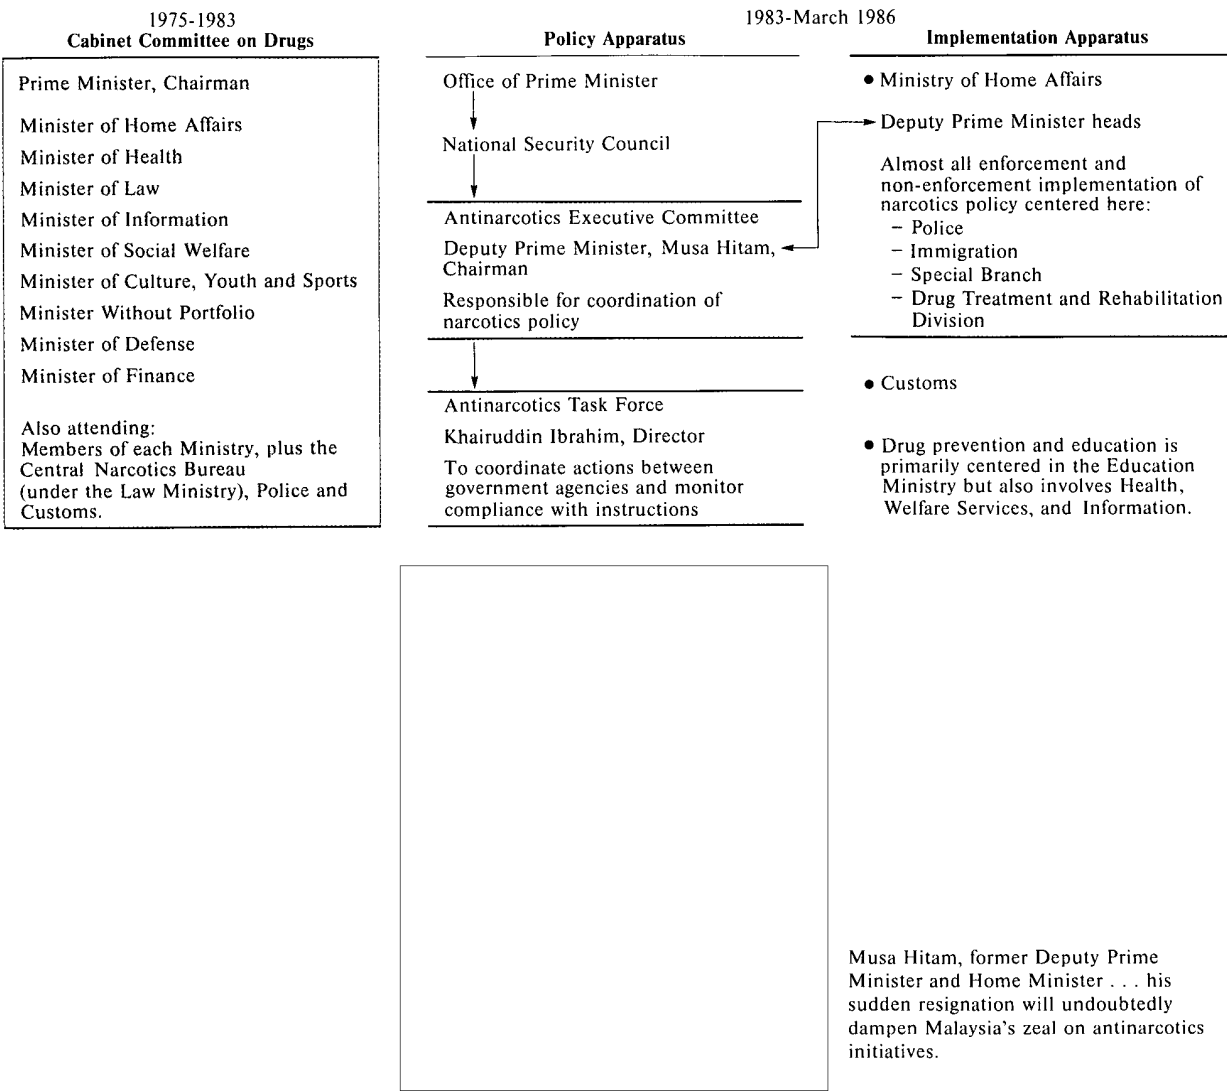 1975-1983
Cabinet Committee on Drugs
Prime Minister, Chairman
Minister of Home Affairs
Minister of Health
Minister of Law
Minister of Information
Minister of Social Welfare
Minister of Culture, Youth and Sports
Minister Without Portfolio
Minister of Defense
Minister of Finance
Also attending:
Members of each Ministry, plus the
Central Narcotics Bureau
(under the Law Ministry), Police and
Customs.
1983-March 1986
Policy Apparatus
Office of Prime Minister
National Security Council
Antinarcotics Executive Committee
Deputy Prime Minister, Musa Hitam,
Chairman
Responsible for coordination of
narcotics policy
Antinarcotics Task Force
Khairuddin Ibrahim, Director
To coordinate actions between
government agencies and monitor
compliance with instructions
Implementation Apparatus
● Ministry of Home Affairs
Deputy Prime Minister heads
Almost all enforcement and
non-enforcement implementation of
narcotics policy centered here:
– Police
– Immigration
– Special Branch
– Drug Treatment and Rehabilitation
Division
● Customs
● Drug prevention and education is
primarily centered in the Education
Ministry but also involves Health,
Welfare Services, and Information.
Musa Hitam, former Deputy Prime
Minister and Home Minister . . . his
sudden resignation will undoubtedly
dampen Malaysia's zeal on antinarcotics
initiatives.